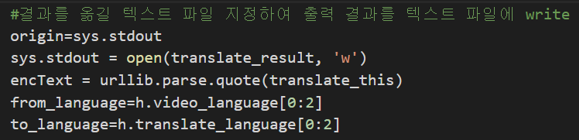 #결과를 옮길 텍스트 파일 지정하여 출력 결과를 텍스트 파일에 write
origin=sys.stdout
sys.stdout = open(translate_result, 'w')
encText = urllib.parse.quote(translate_this)
from_language=h.video_language[0:2]
to_language=h.translate_language[0:2]